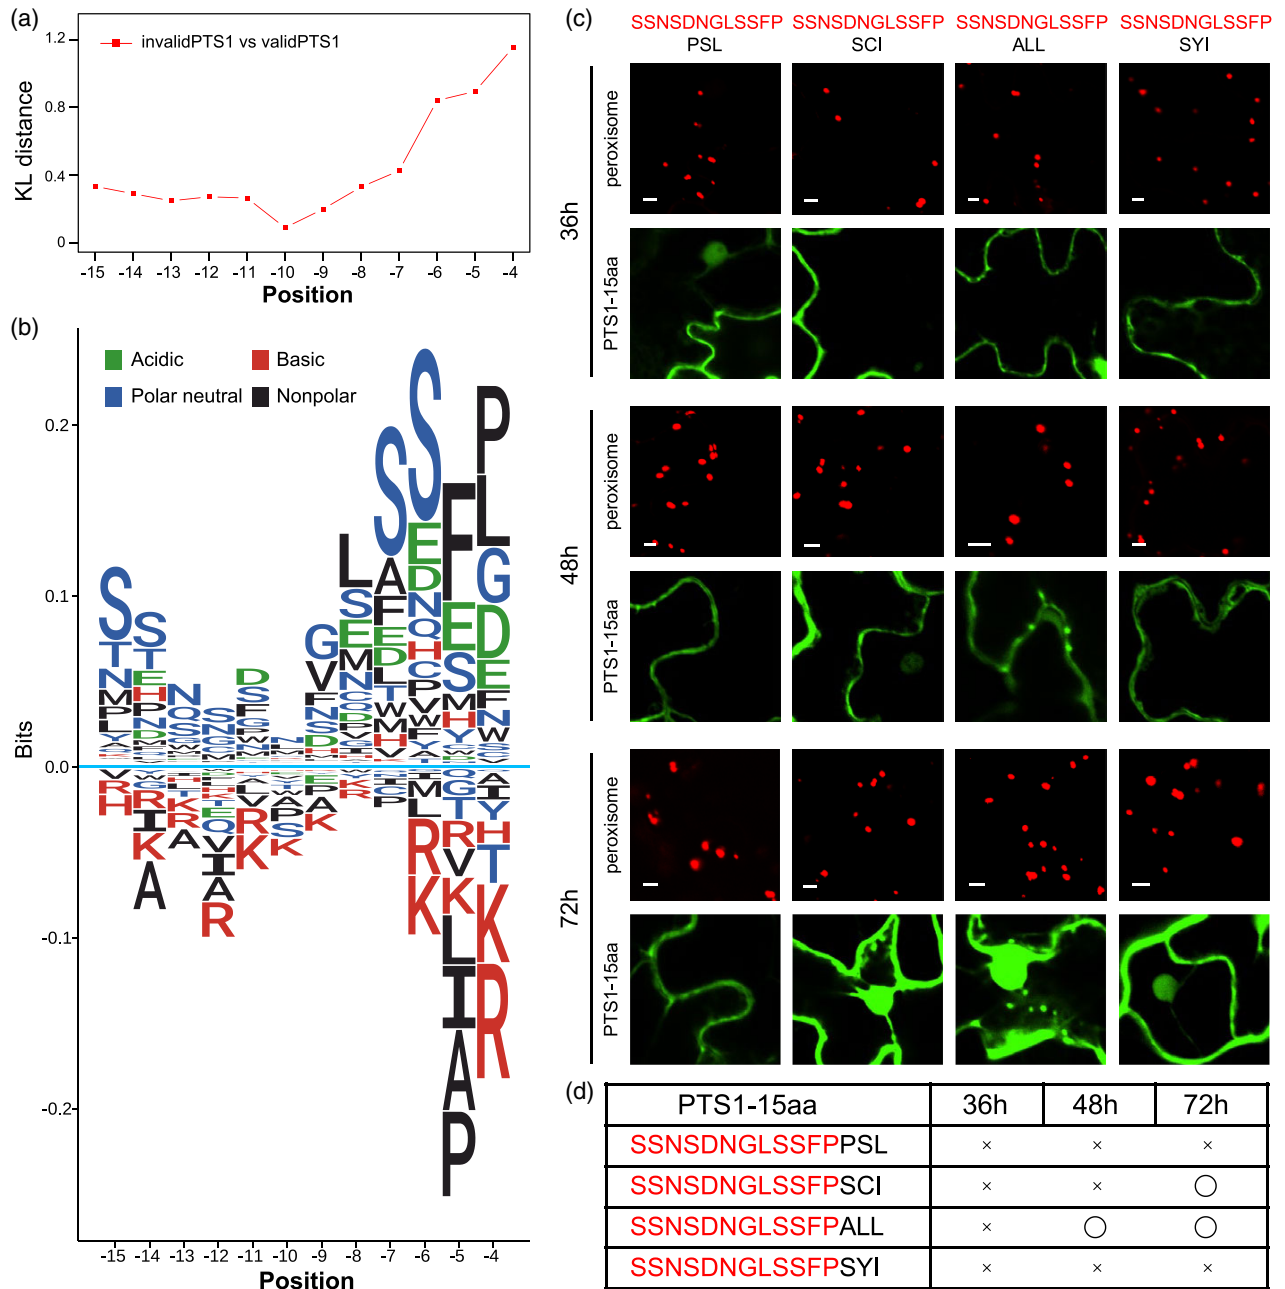 (a)
1.2
0.8
0.4
0
KL distance
invalidPTS1 vs validPTS1
-15 -14 -13 -12 -11 -10 -9 -8 -7 -6 -5 -4
Position
(b)
Acidic Basic
Polar neutral Nonpolar
0.2
0.1
0.0
-0.1
-0.2
Bits
-15 -14 -13 -12 -11 -10 -9 -8 -7 -6 -5 -4
Position
(c)
SSNSDNGLSSFP SSNSDNGLSSFP SSNSDNGLSSFP SSNSDNGLSSFP
PSL SCI ALL SYI
36h
peroxisome
PTS1-15aa
48h
peroxisome
PTS1-15aa
72h
peroxisome
PTS1-15aa
(d)
PTS1-15aa 36h 48h 72h
SSNSDNGLSSFPPSL × × ×
SSNSDNGLSSFPSCI × × ○
SSNSDNGLSSFPALL × ○ ○
SSNSDNGLSSFPSYI × × ×